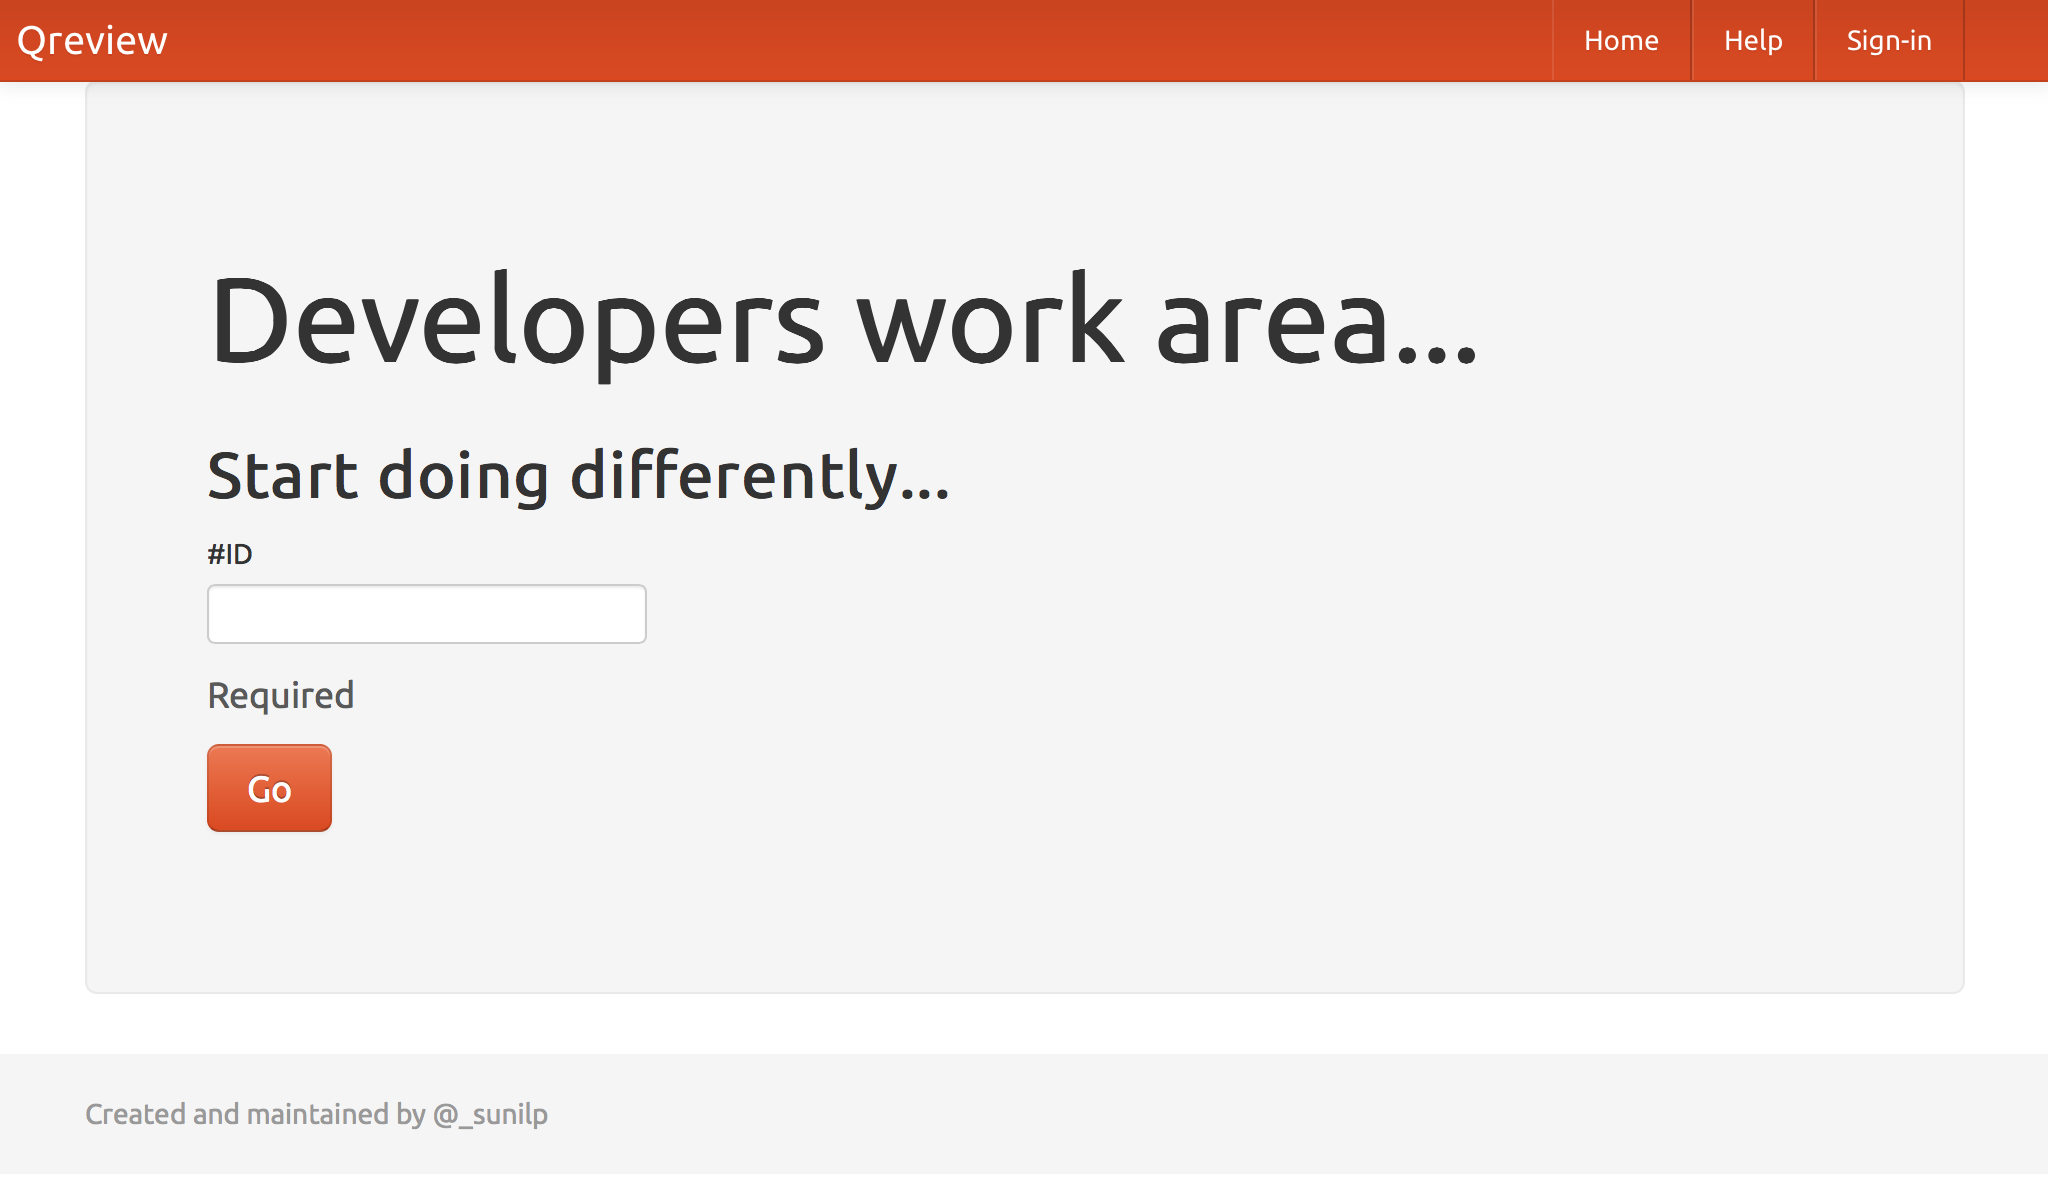 Qreview
Home
Help
Sign-in
Developers work area...
Start doing differently...
#ID
Required
Go
Created and maintained by @_sunilp